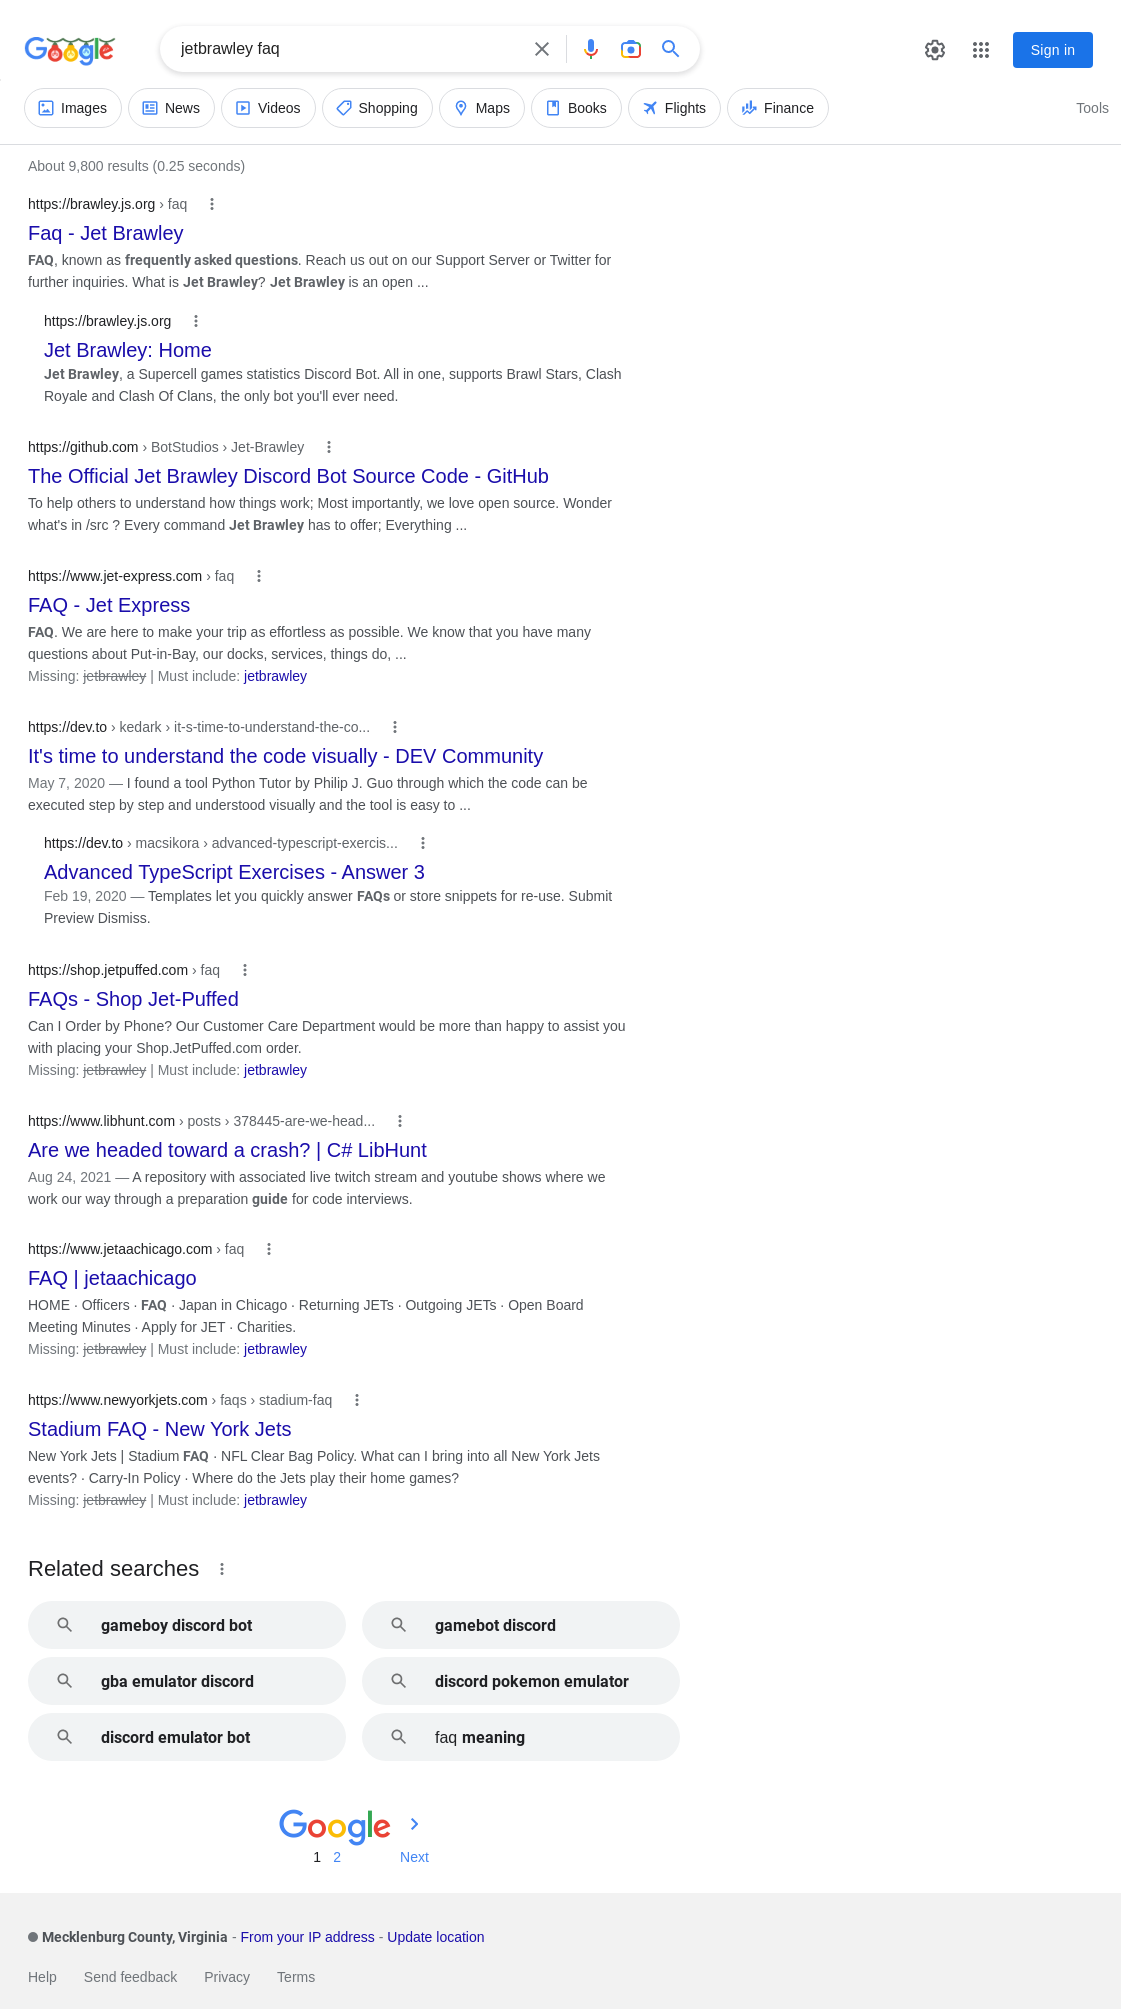 Google
jetbrawley faq
Sign in
Images
News
Videos
Shopping
Maps
Books
Flights
Finance
Tools
About 9,800 results (0.25 seconds)
https://brawley.js.org › faq
Faq - Jet Brawley
FAQ, known as frequently asked questions. Reach us out on our Support Server or Twitter for
further inquiries. What is Jet Brawley? Jet Brawley is an open ...
https://brawley.js.org
Jet Brawley: Home
Jet Brawley, a Supercell games statistics Discord Bot. All in one, supports Brawl Stars, Clash
Royale and Clash Of Clans, the only bot you'll ever need.
https://github.com › BotStudios › Jet-Brawley
The Official Jet Brawley Discord Bot Source Code - GitHub
To help others to understand how things work; Most importantly, we love open source. Wonder
what's in /src ? Every command Jet Brawley has to offer; Everything ...
https://www.jet-express.com › faq
FAQ - Jet Express
FAQ. We are here to make your trip as effortless as possible. We know that you have many
questions about Put-in-Bay, our docks, services, things do, ...
Missing: jetbrawley | Must include: jetbrawley
https://dev.to › kedark › it-s-time-to-understand-the-co...
It's time to understand the code visually - DEV Community
May 7, 2020 — I found a tool Python Tutor by Philip J. Guo through which the code can be
executed step by step and understood visually and the tool is easy to ...
https://dev.to › macsikora › advanced-typescript-exercis...
Advanced TypeScript Exercises - Answer 3
Feb 19, 2020 — Templates let you quickly answer FAQs or store snippets for re-use. Submit
Preview Dismiss.
https://shop.jetpuffed.com › faq
FAQs - Shop Jet-Puffed
Can I Order by Phone? Our Customer Care Department would be more than happy to assist you
with placing your Shop.JetPuffed.com order.
Missing: jetbrawley | Must include: jetbrawley
https://www.libhunt.com › posts › 378445-are-we-head...
Are we headed toward a crash? | C# LibHunt
Aug 24, 2021 — A repository with associated live twitch stream and youtube shows where we
work our way through a preparation guide for code interviews.
https://www.jetaachicago.com › faq
FAQ | jetaachicago
HOME · Officers · FAQ · Japan in Chicago · Returning JETs · Outgoing JETs · Open Board
Meeting Minutes · Apply for JET · Charities.
Missing: jetbrawley | Must include: jetbrawley
https://www.newyorkjets.com › faqs › stadium-faq
Stadium FAQ - New York Jets
New York Jets | Stadium FAQ · NFL Clear Bag Policy. What can I bring into all New York Jets
events? · Carry-In Policy · Where do the Jets play their home games?
Missing: jetbrawley | Must include: jetbrawley
Related searches
gameboy discord bot
gamebot discord
gba emulator discord
discord pokemon emulator
discord emulator bot
faq meaning
Google
1 2 Next
Mecklenburg County, Virginia - From your IP address - Update location
Help Send feedback Privacy Terms